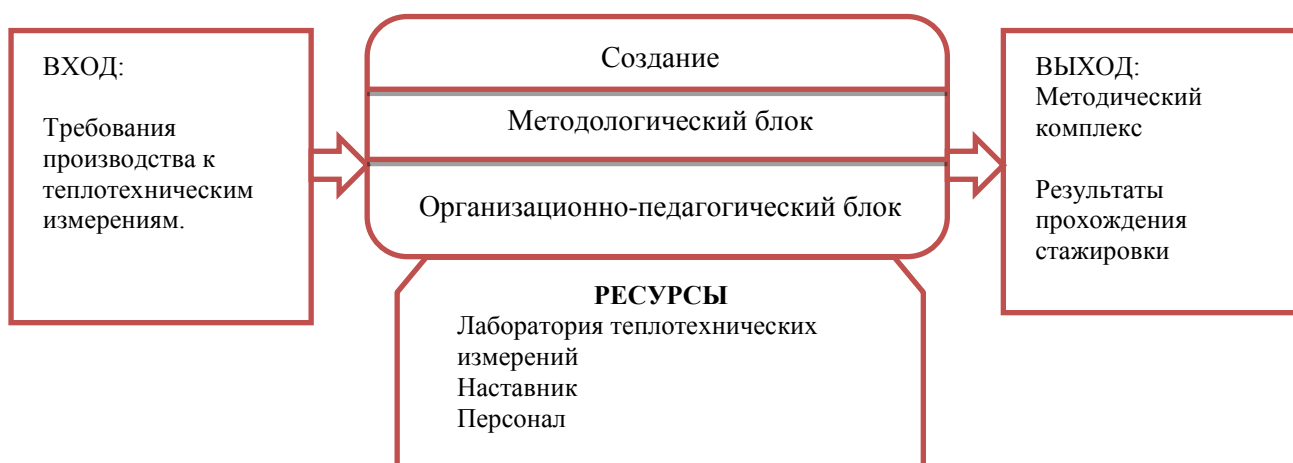 ВХОД:
Требования
производства к
теплотехническим
измерениям.
Создание
Методологический блок
Организационно-педагогический блок
РЕСУРСЫ
Лаборатория теплотехнических
измерений
Наставник
Персонал
ВЫХОД:
Методический
комплекс
Результаты
прохождения
стажировки